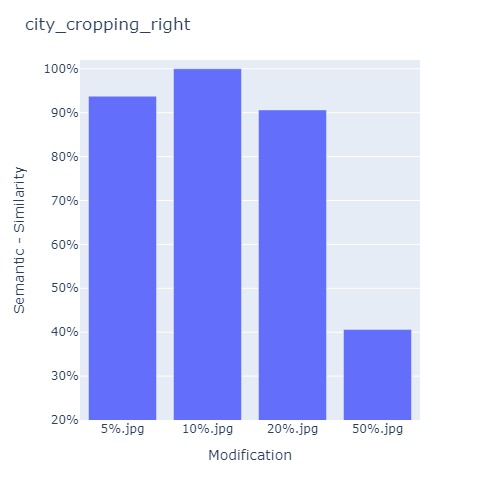 city_cropping_right
Semantic - Similarity
100%
90%
80%
70%
60%
50%
40%
30%
20%
5%.jpg
10%.jpg
20%.jpg
50%.jpg
Modification